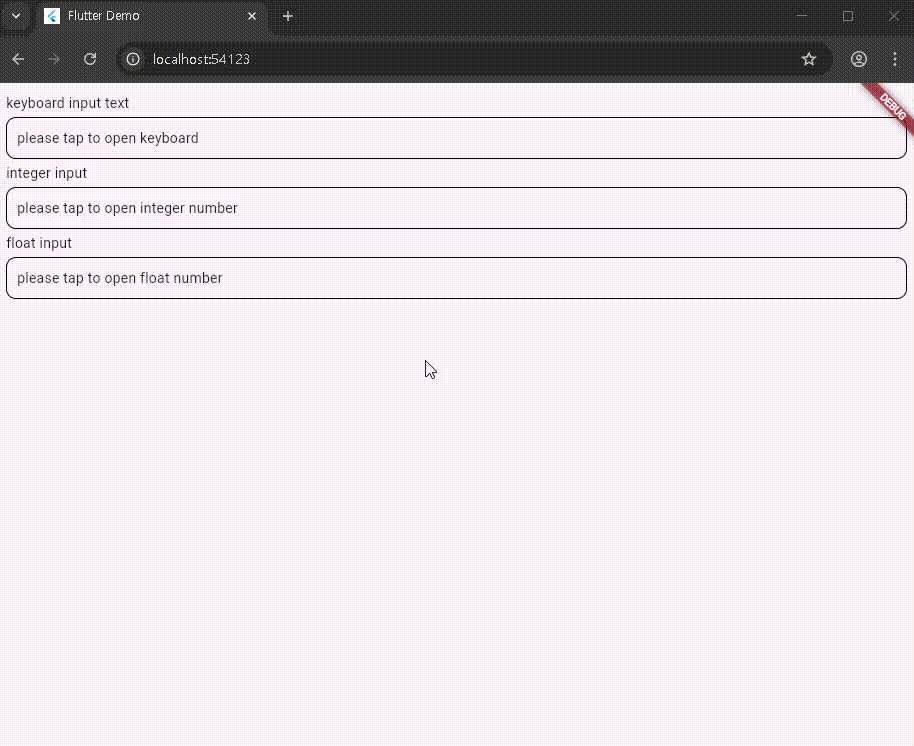 Flutter Demo
localhost:54123
DEBUG
keyboard input text
please tap to open keyboard
integer input
please tap to open integer number
float input
please tap to open float number